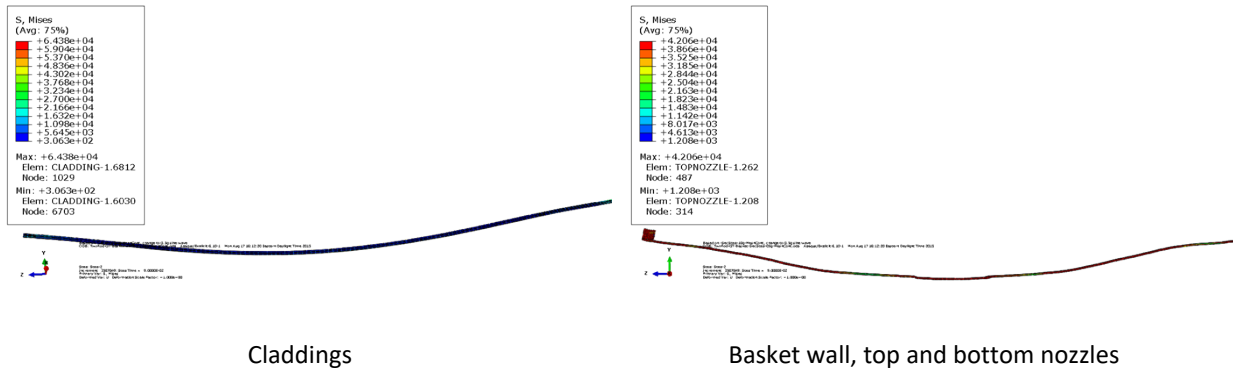 S, Mises
(Avg: 75%)
+6.438e+04
+5.904e+04
+5.370e+04
+4.836e+04
+4.302e+04
+3.768e+04
+3.234e+04
+2.700e+04
+2.166e+04
+1.632e+04
+1.098e+04
+5.645e+03
+3.063e+02
Max: +6.438e+04
Elem: CLADDING-1.6812
Node: 1029
Min: +3.063e+02
Elem: CLADDING-1.6030
Node: 6703
Y
Z
S, Mises
(Avg: 75%)
+4.206e+04
+3.866e+04
+3.525e+04
+3.185e+04
+2.844e+04
+2.504e+04
+2.163e+04
+1.823e+04
+1.483e+04
+1.142e+04
+8.017e+03
+4.613e+03
+1.208e+03
Max: +4.206e+04
Elem: TOPNOZZLE-1.262
Node: 487
Min: +1.208e+03
Elem: TOPNOZZLE-1.208
Node: 314
Y
Z
Claddings
Basket wall, top and bottom nozzles